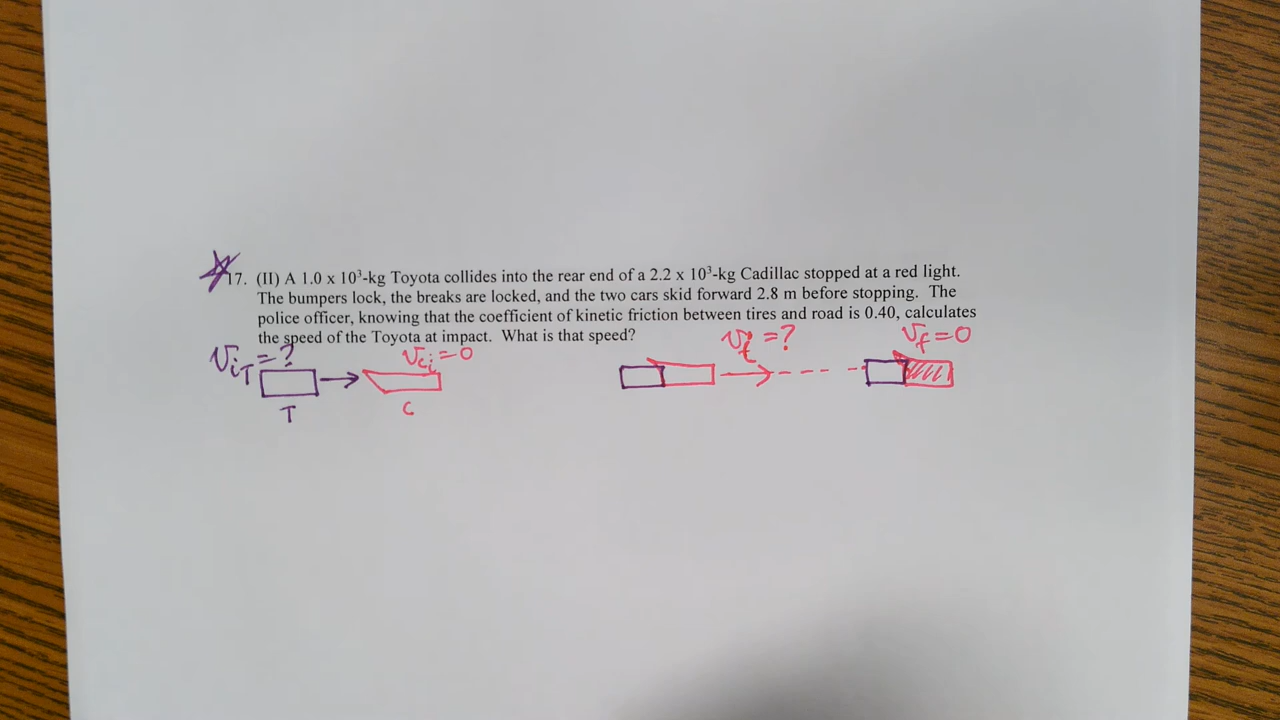 17. (II) A 1.0 x 10³-kg Toyota collides into the rear end of a 2.2 x 10³-kg Cadillac stopped at a red light.
The bumpers lock, the breaks are locked, and the two cars skid forward 2.8 m before stopping. The
police officer, knowing that the coefficient of kinetic friction between tires and road is 0.40, calculates
the speed of the Toyota at impact. What is that speed?
v_iT = ? v_ci = 0 v_f = ? v_f = 0
T C